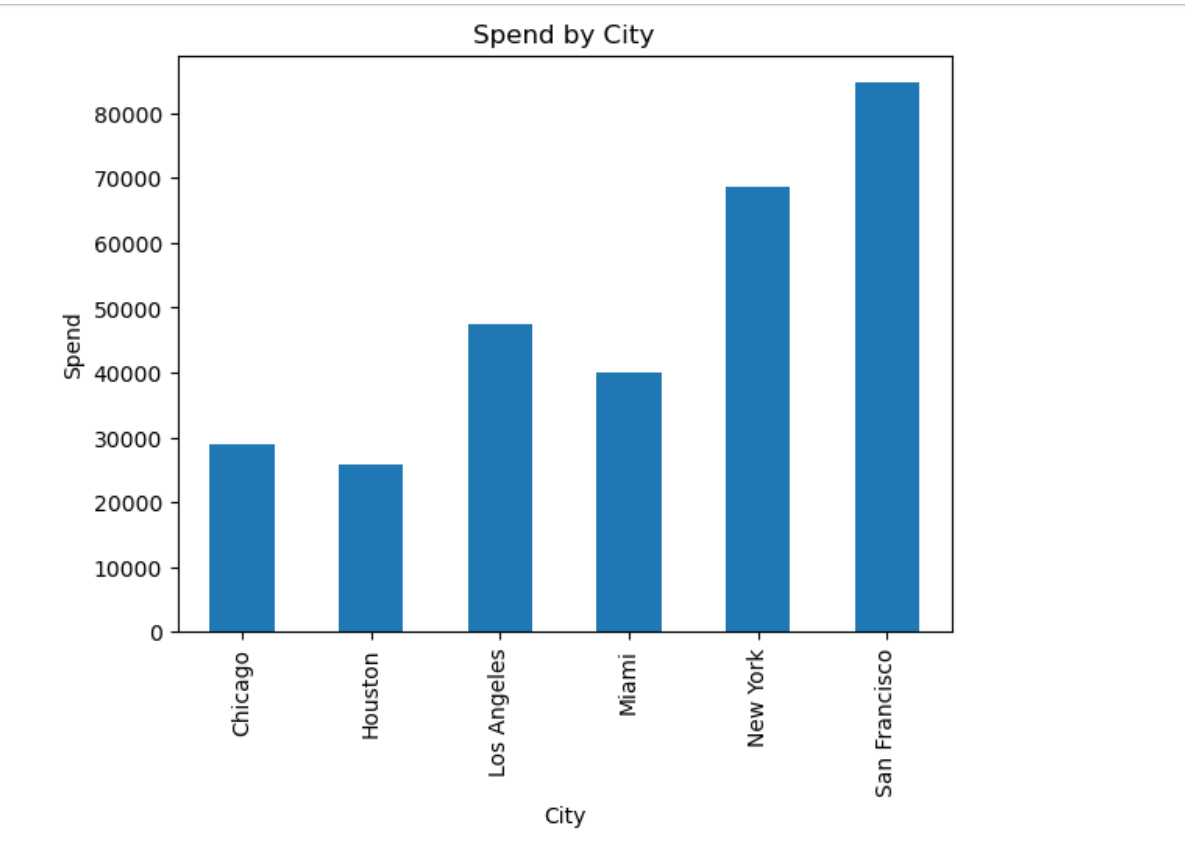 Spend by City
80000
70000
60000
50000
40000
30000
20000
10000
0
Spend
Chicago
Houston
Los Angeles
Miami
New York
San Francisco
City